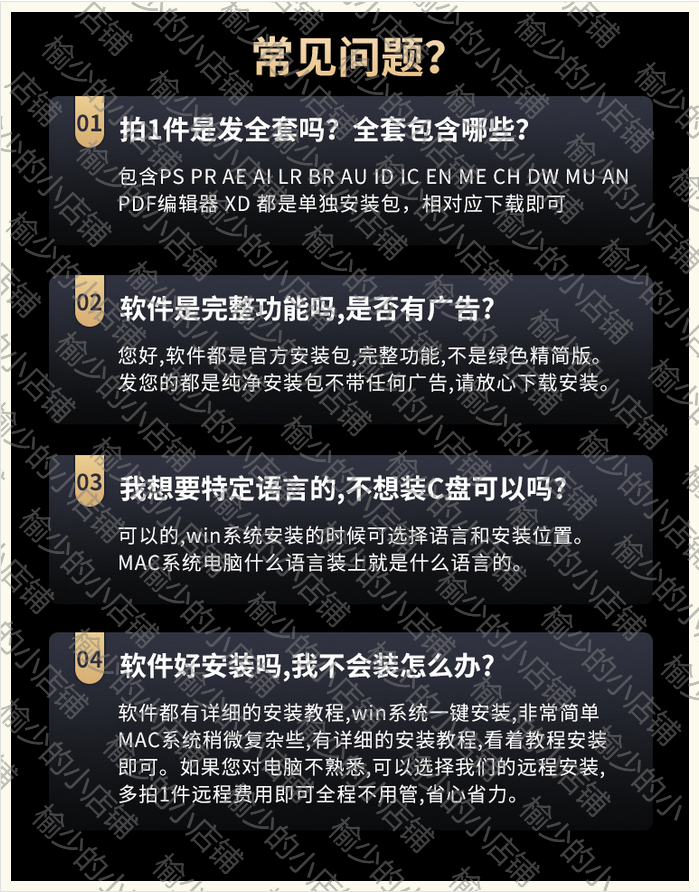 常见问题?
01
拍1件是发全套吗?全套包含哪些?
包含PS PR AE AI LR BR AU ID IC EN ME CH DW MU AN
PDF编辑器 XD 都是单独安装包，相对应下载即可
02
软件是完整功能吗,是否有广告?
您好,软件都是官方安装包,完整功能,不是绿色精简版。
发您的都是纯净安装包不带任何广告,请放心下载安装。
03
我想要特定语言的,不想装C盘可以吗?
可以的,win系统安装的时候可选择语言和安装位置。
MAC系统电脑什么语言装上就是什么语言的。
04
软件好安装吗,我不会装怎么办?
软件都有详细的安装教程,win系统一键安装,非常简单
MAC系统稍微复杂些,有详细的安装教程,看着教程安装
即可。如果您对电脑不熟悉,可以选择我们的远程安装,
多拍1件远程费用即可全程不用管,省心省力。
榆少的小店铺